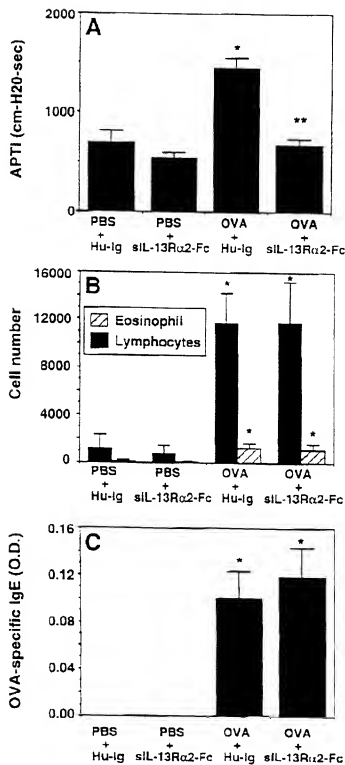 A
APTI (cm-H20-sec)
2000
1000
0
*
**
PBS + Hu-Ig
PBS + sIL-13Rα2-Fc
OVA + Hu-Ig
OVA + sIL-13Rα2-Fc
B
Cell number
16000
12000
8000
4000
0
Eosinophil
Lymphocytes
*
*
*
*
PBS + Hu-Ig
PBS + sIL-13Rα2-Fc
OVA + Hu-Ig
OVA + sIL-13Rα2-Fc
C
OVA-specific IgE (O.D.)
0.16
0.12
0.08
0.04
0.00
*
*
PBS + Hu-Ig
PBS + sIL-13Rα2-Fc
OVA + Hu-Ig
OVA + sIL-13Rα2-Fc